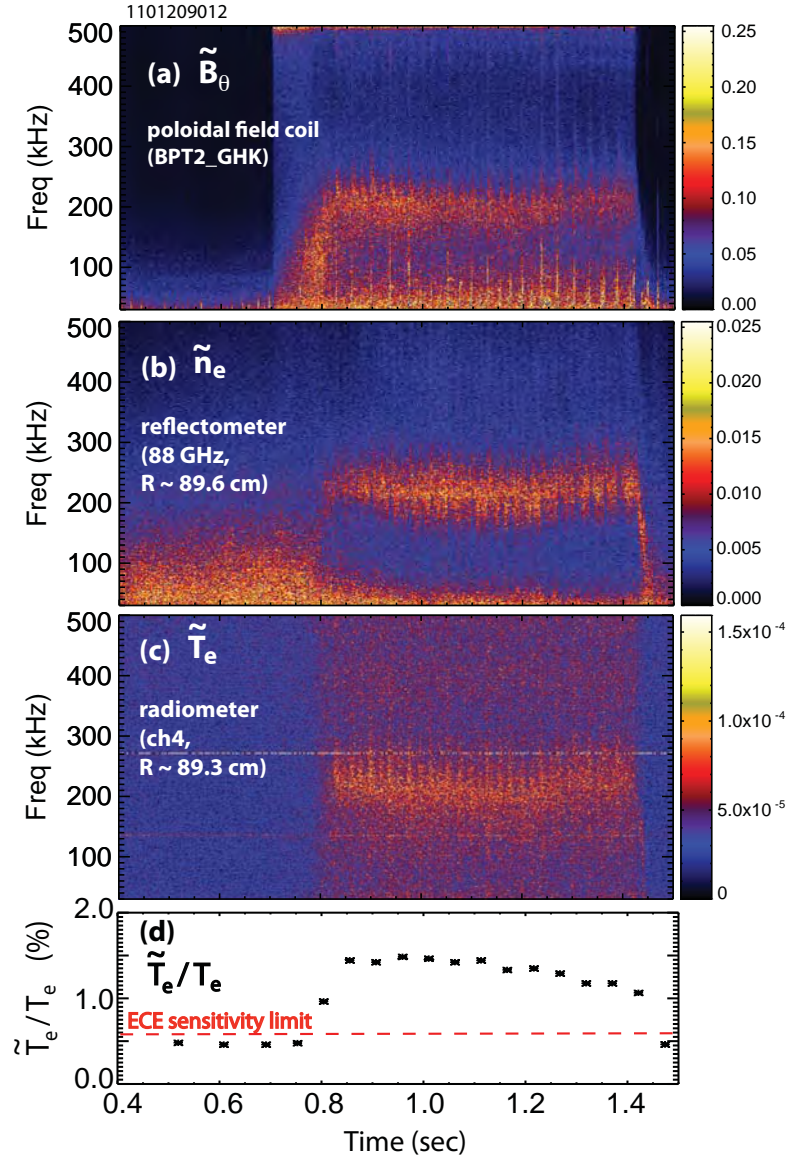 1101209012
(a) B̃θ
poloidal field coil
(BPT2_GHK)
Freq (kHz)
500
400
300
200
100
0.25
0.20
0.15
0.10
0.05
0.00
(b) ñe
reflectometer
(88 GHz,
R ~ 89.6 cm)
Freq (kHz)
500
400
300
200
100
0.025
0.020
0.015
0.010
0.005
0.000
(c) T̃e
radiometer
(ch4,
R ~ 89.3 cm)
Freq (kHz)
500
400
300
200
100
1.5x10⁻⁴
1.0x10⁻⁴
5.0x10⁻⁵
0
(d)
T̃e/Te
T̃e/Te (%)
2.0
1.0
0.0
ECE sensitivity limit
0.4 0.6 0.8 1.0 1.2 1.4
Time (sec)